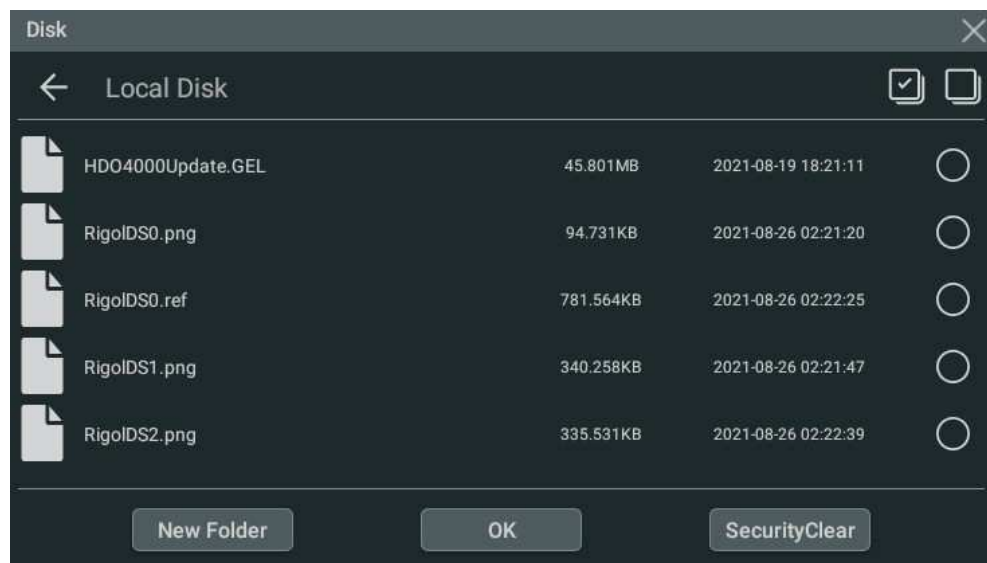 Disk
Local Disk
HDO4000Update.GEL 45.801MB 2021-08-19 18:21:11
RigolDS0.png 94.731KB 2021-08-26 02:21:20
RigolDS0.ref 781.564KB 2021-08-26 02:22:25
RigolDS1.png 340.258KB 2021-08-26 02:21:47
RigolDS2.png 335.531KB 2021-08-26 02:22:39
New Folder OK SecurityClear